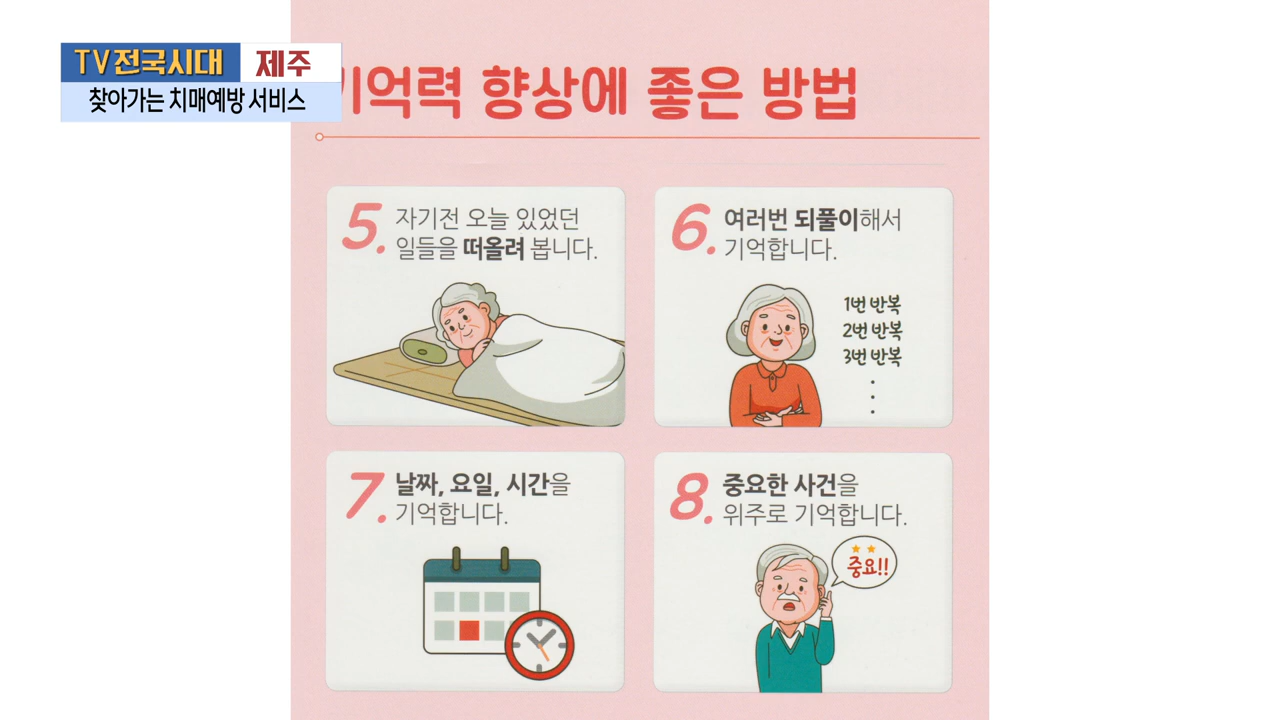 TV전국시대 제주
찾아가는 치매예방 서비스
기억력 향상에 좋은 방법
5. 자기전 오늘 있었던
일들을 떠올려 봅니다.
6. 여러번 되풀이해서
기억합니다.
1번 반복
2번 반복
3번 반복
7. 날짜, 요일, 시간을
기억합니다.
8. 중요한 사건을
위주로 기억합니다.
중요!!